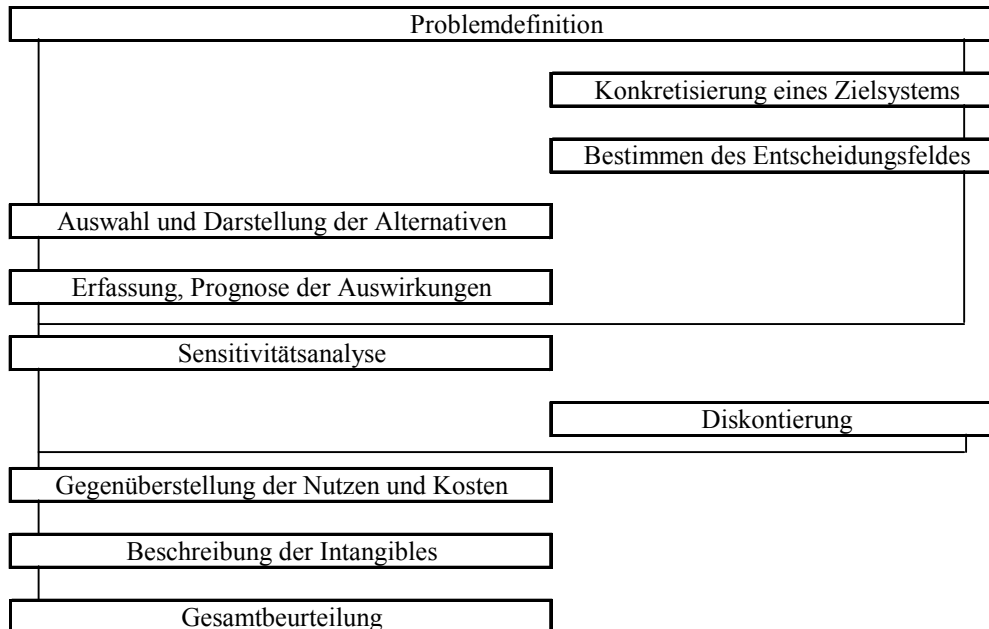 Problemdefinition
Konkretisierung eines Zielsystems
Bestimmen des Entscheidungsfeldes
Auswahl und Darstellung der Alternativen
Erfassung, Prognose der Auswirkungen
Sensitivitätsanalyse
Diskontierung
Gegenüberstellung der Nutzen und Kosten
Beschreibung der Intangibles
Gesamtbeurteilung